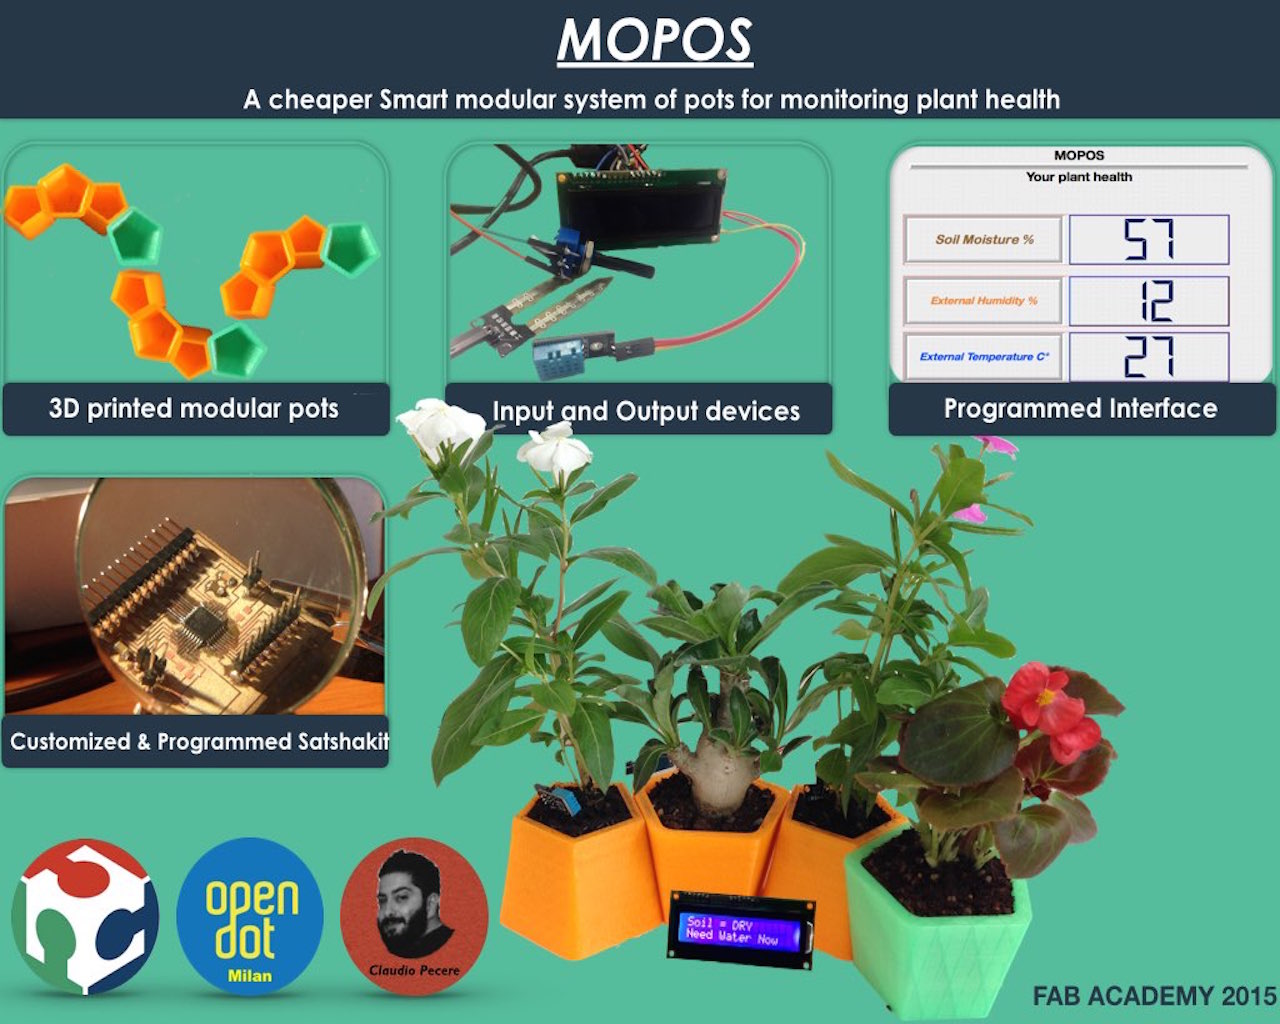 MOPOS
A cheaper Smart modular system of pots for monitoring plant health
MOPOS
Your plant health
Soil Moisture %
57
External Humidity %
12
External Temperature C°
27
3D printed modular pots
Input and Output devices
Programmed Interface
Customized & Programmed Satshakit
Soil = DRY
Need Water Now
open
dot
Milan
Claudio Pecere
FAB ACADEMY 2015